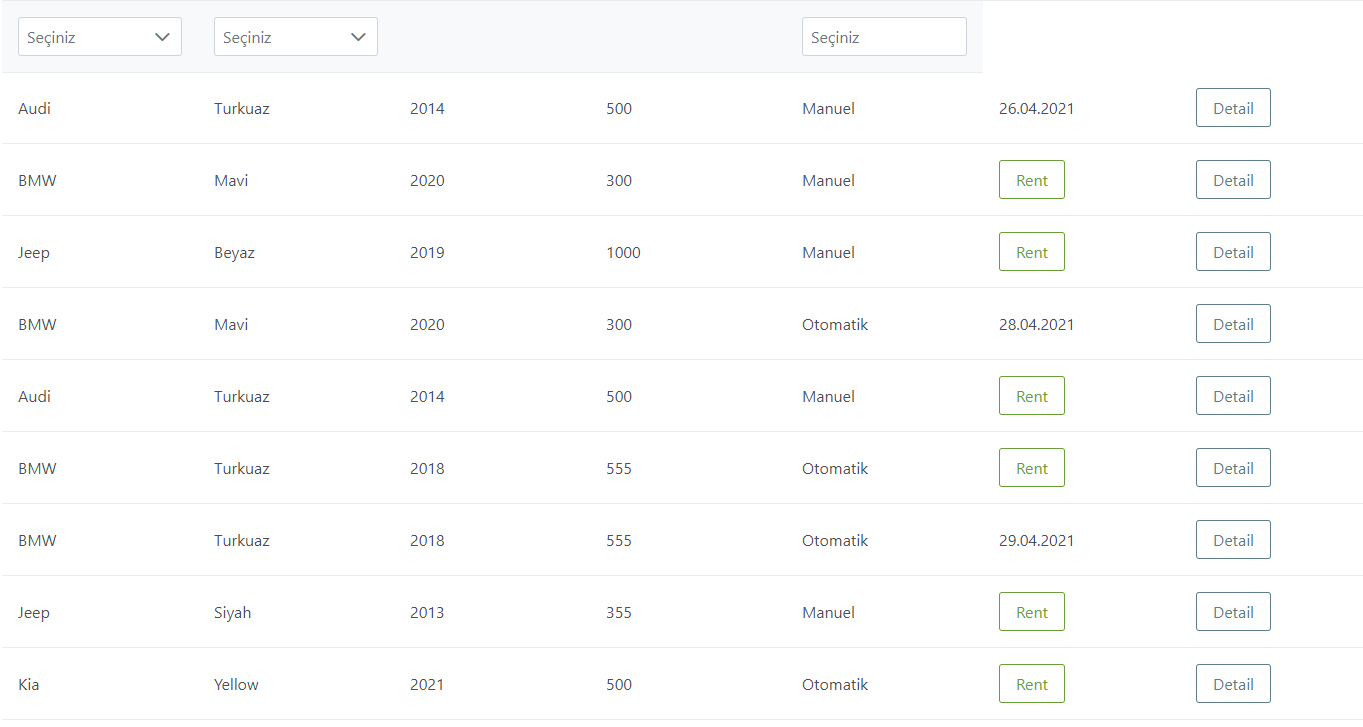 Seçiniz Seçiniz Seçiniz
Audi Turkuaz 2014 500 Manuel 26.04.2021 Detail
BMW Mavi 2020 300 Manuel Rent Detail
Jeep Beyaz 2019 1000 Manuel Rent Detail
BMW Mavi 2020 300 Otomatik 28.04.2021 Detail
Audi Turkuaz 2014 500 Manuel Rent Detail
BMW Turkuaz 2018 555 Otomatik Rent Detail
BMW Turkuaz 2018 555 Otomatik 29.04.2021 Detail
Jeep Siyah 2013 355 Manuel Rent Detail
Kia Yellow 2021 500 Otomatik Rent Detail